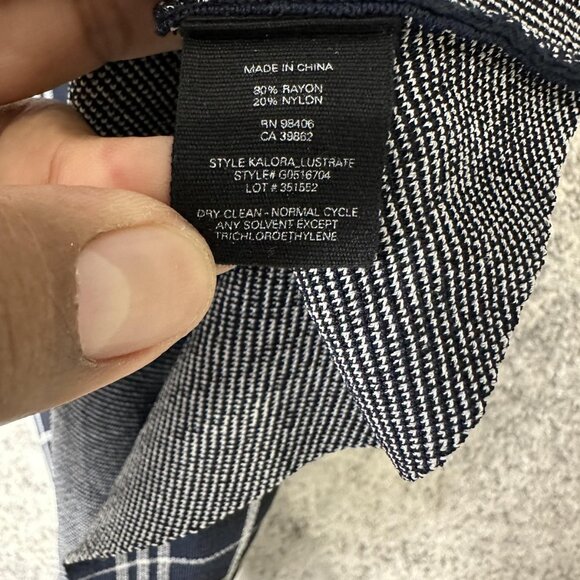 MADE IN CHINA
80% RAYON
20% NYLON
RN 98406
CA 39862
STYLE KALORA_LUSTRATE
STYLE# G0516704
LOT # 351552
DRY CLEAN - NORMAL CYCLE
ANY SOLVENT EXCEPT
TRICHLOROETHYLENE